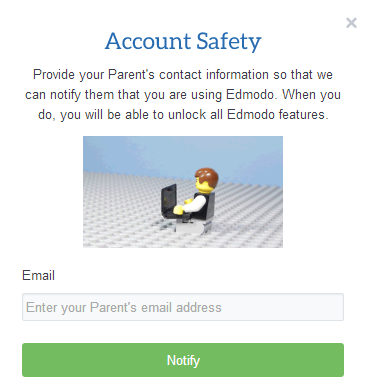 Account Safety
Provide your Parent's contact information so that we
can notify them that you are using Edmodo. When you
do, you will be able to unlock all Edmodo features.
Email
Enter your Parent's email address
Notify